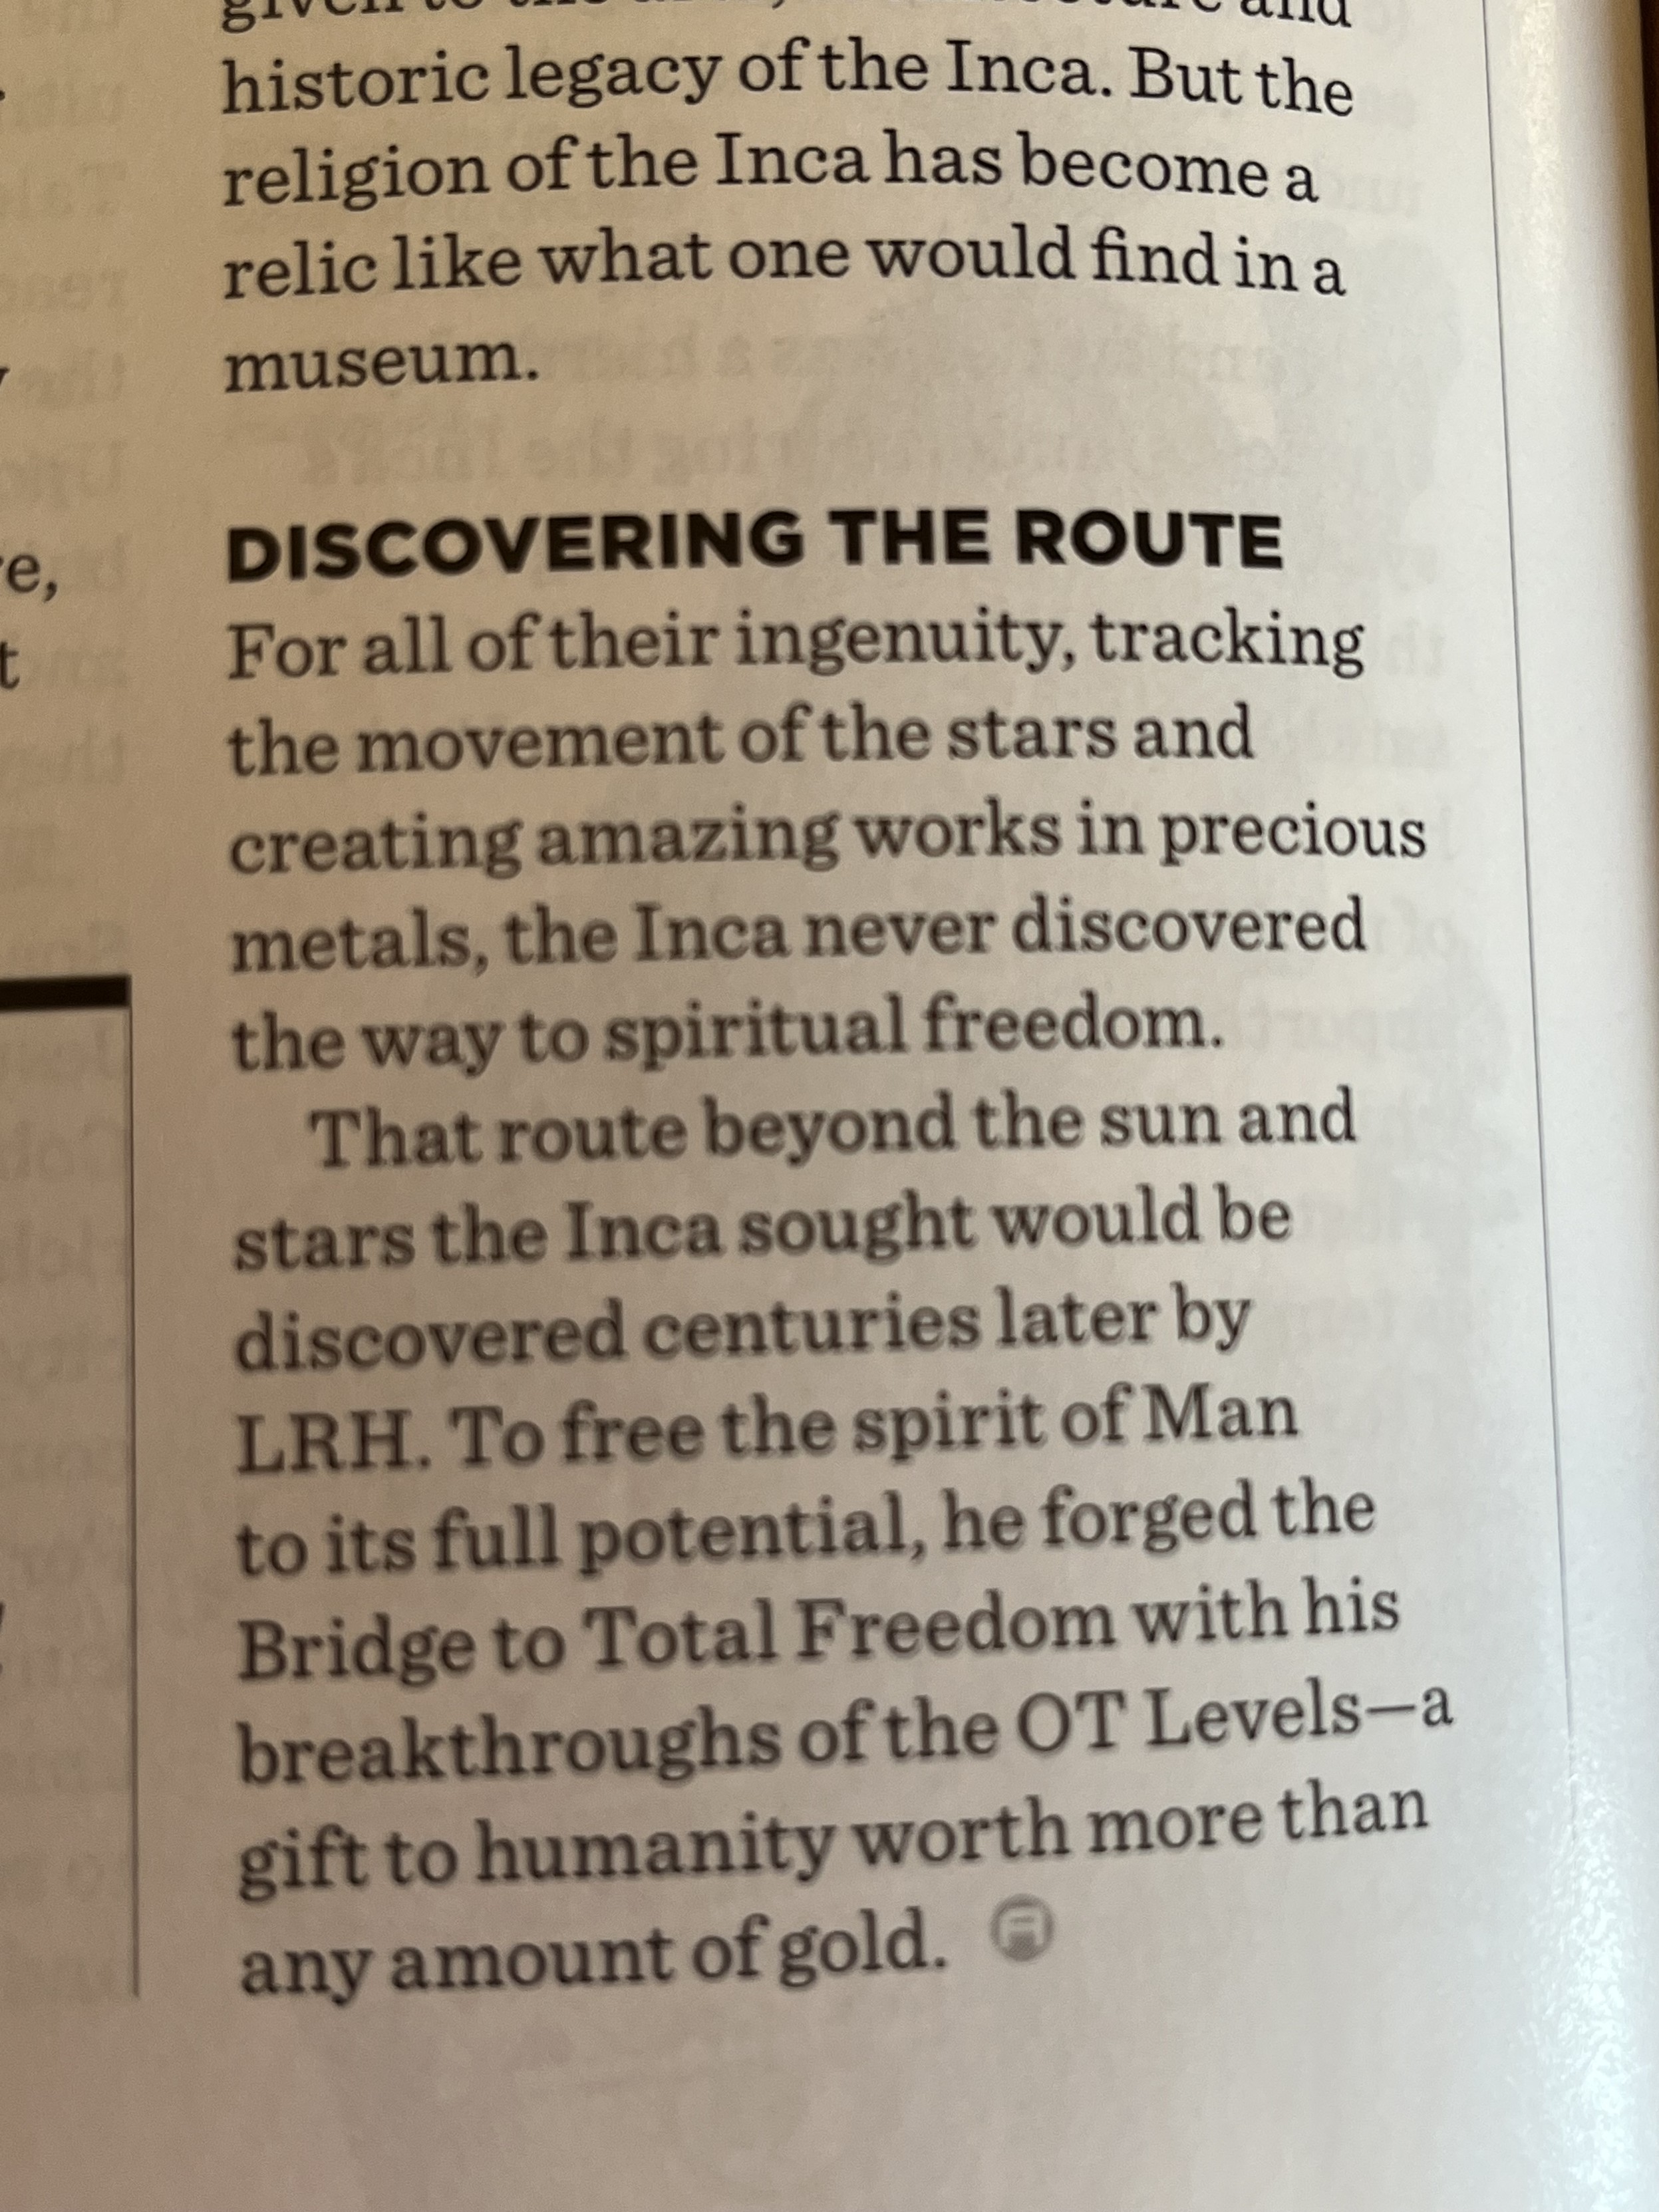 given to the and
historic legacy of the Inca. But the
religion of the Inca has become a
relic like what one would find in a
museum.
DISCOVERING THE ROUTE
For all of their ingenuity, tracking
the movement of the stars and
creating amazing works in precious
metals, the Inca never discovered
the way to spiritual freedom.
That route beyond the sun and
stars the Inca sought would be
discovered centuries later by
LRH. To free the spirit of Man
to its full potential, he forged the
Bridge to Total Freedom with his
breakthroughs of the OT Levels—a
gift to humanity worth more than
any amount of gold.